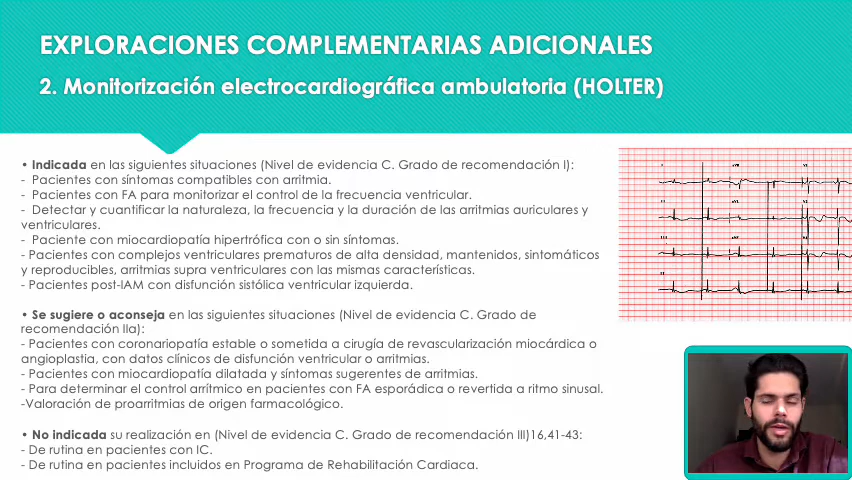 EXPLORACIONES COMPLEMENTARIAS ADICIONALES
2. Monitorización electrocardiográfica ambulatoria (HOLTER)
• Indicada en las siguientes situaciones (Nivel de evidencia C. Grado de recomendación I):
- Pacientes con síntomas compatibles con arritmia.
- Pacientes con FA para monitorizar el control de la frecuencia ventricular.
- Detectar y cuantificar la naturaleza, la frecuencia y la duración de las arritmias auriculares y
ventriculares.
- Paciente con miocardiopatía hipertrófica con o sin síntomas.
- Pacientes con complejos ventriculares prematuros de alta densidad, mantenidos, sintomáticos
y reproducibles, arritmias supra ventriculares con las mismas características.
- Pacientes post-IAM con disfunción sistólica ventricular izquierda.
• Se sugiere o aconseja en las siguientes situaciones (Nivel de evidencia C. Grado de
recomendación IIa):
- Pacientes con coronariopatía estable o sometida a cirugía de revascularización miocárdica o
angioplastia, con datos clínicos de disfunción ventricular o arritmias.
- Pacientes con miocardiopatía dilatada y síntomas sugerentes de arritmias.
- Para determinar el control arrítmico en pacientes con FA esporádica o revertida a ritmo sinusal.
-Valoración de proarritmias de origen farmacológico.
• No indicada su realización en (Nivel de evidencia C. Grado de recomendación III)16,41-43:
- De rutina en pacientes con IC.
- De rutina en pacientes incluidos en Programa de Rehabilitación Cardiaca.